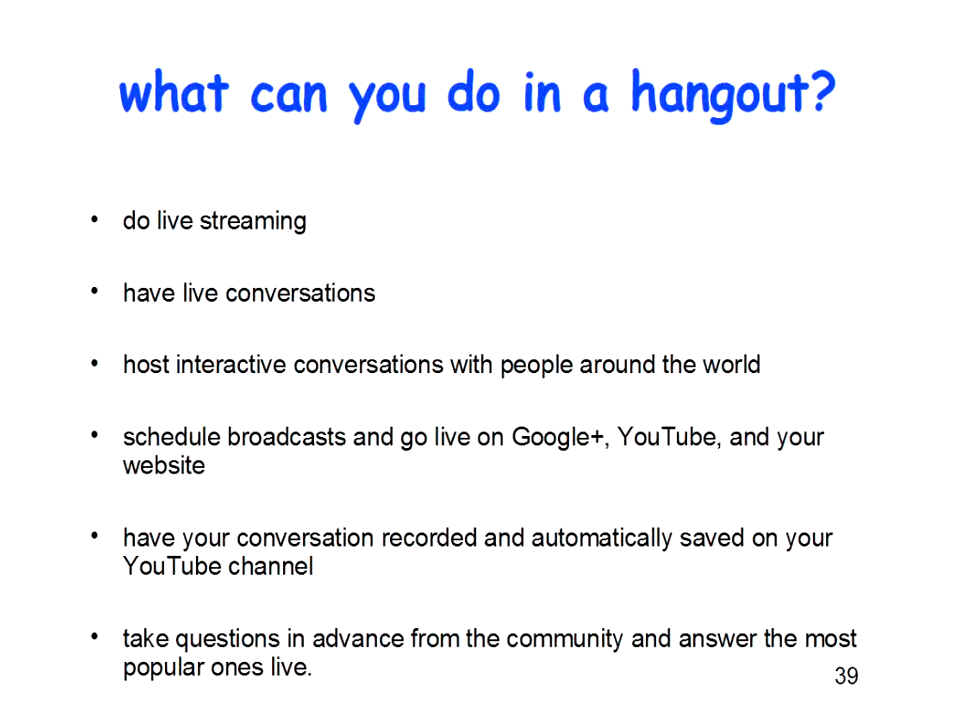 what can you do in a hangout?
• do live streaming
• have live conversations
• host interactive conversations with people around the world
• schedule broadcasts and go live on Google+, YouTube, and your
website
• have your conversation recorded and automatically saved on your
YouTube channel
• take questions in advance from the community and answer the most
popular ones live.
39